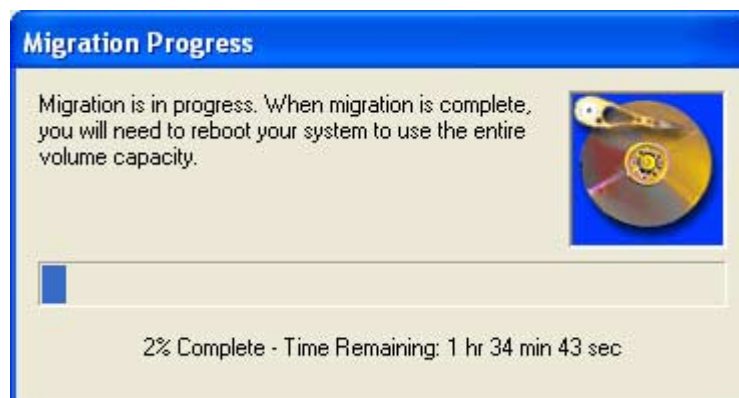 Migration Progress
Migration is in progress. When migration is complete,
you will need to reboot your system to use the entire
volume capacity.
2% Complete - Time Remaining: 1 hr 34 min 43 sec